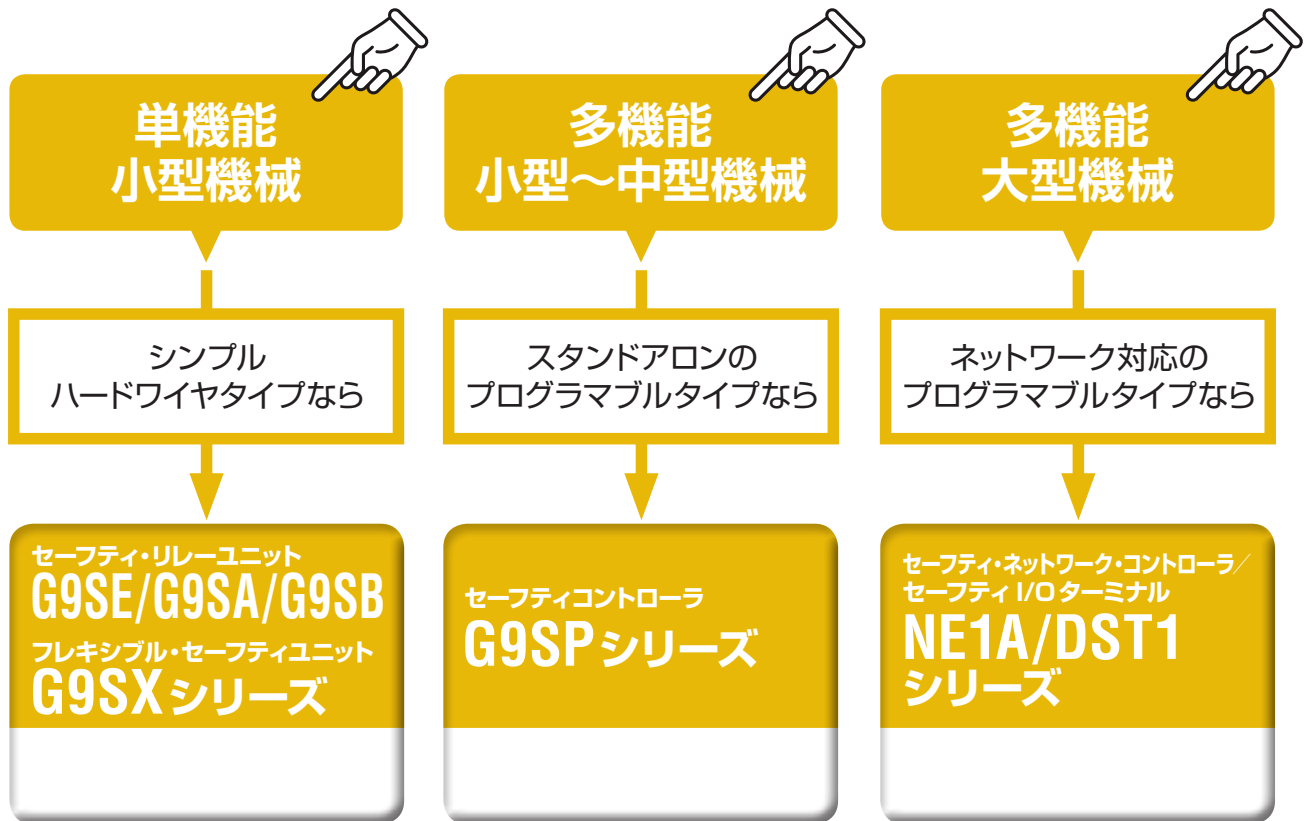 単機能
小型機械
シンプル
ハードワイヤタイプなら
セーフティ・リレーユニット
G9SE/G9SA/G9SB
フレキシブル・セーフティユニット
G9SXシリーズ
多機能
小型～中型機械
スタンドアロンの
プログラマブルタイプなら
セーフティコントローラ
G9SPシリーズ
多機能
大型機械
ネットワーク対応の
プログラマブルタイプなら
セーフティ・ネットワーク・コントローラ/
セーフティ I/O ターミナル
NE1A/DST1
シリーズ